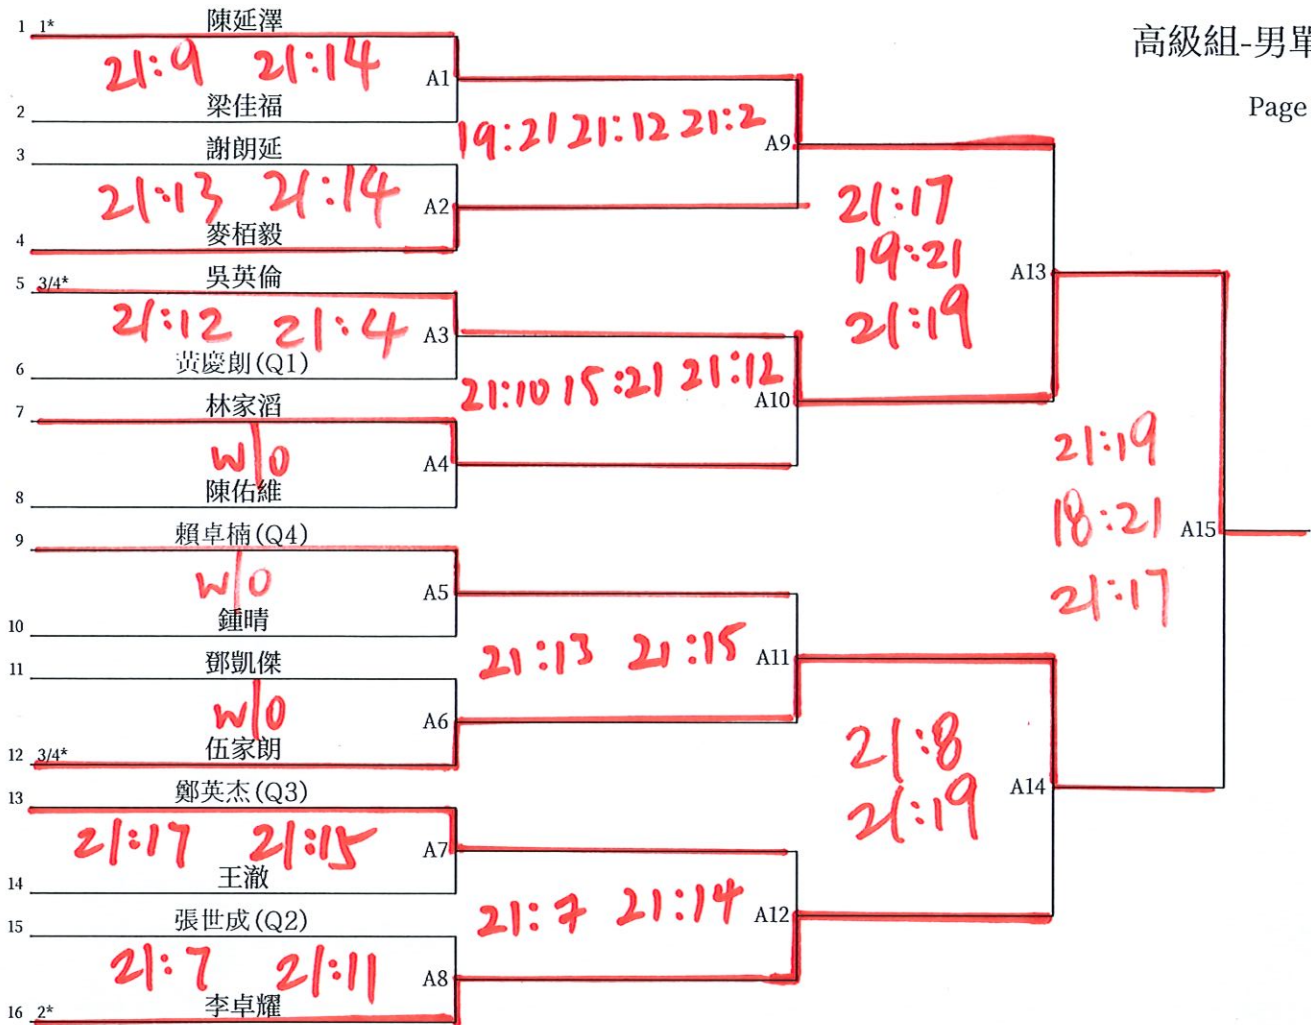 高級組-男單
Page
1 1* 陳延澤
21:9 21:14 A1
2 梁佳福
19:21 21:12 21:2 A9
3 謝朗延
21:13 21:14 A2
4 麥栢毅
21:17
19:21
21:19
A13
5 3/4* 吳英倫
21:12 21:4 A3
6 黃慶朗(Q1)
21:10 15:21 21:12 A10
7 林家滔
w/o A4
8 陳佑維
21:19
18:21
21:17
A15
9 賴卓楠(Q4)
w/o A5
10 鍾晴
21:13 21:15 A11
11 鄧凱傑
w/o A6
12 3/4* 伍家朗
21:8
21:19
A14
13 鄭英杰(Q3)
21:17 21:15 A7
14 王澈
21:7 21:14 A12
15 張世成(Q2)
21:7 21:11 A8
16 2* 李卓耀